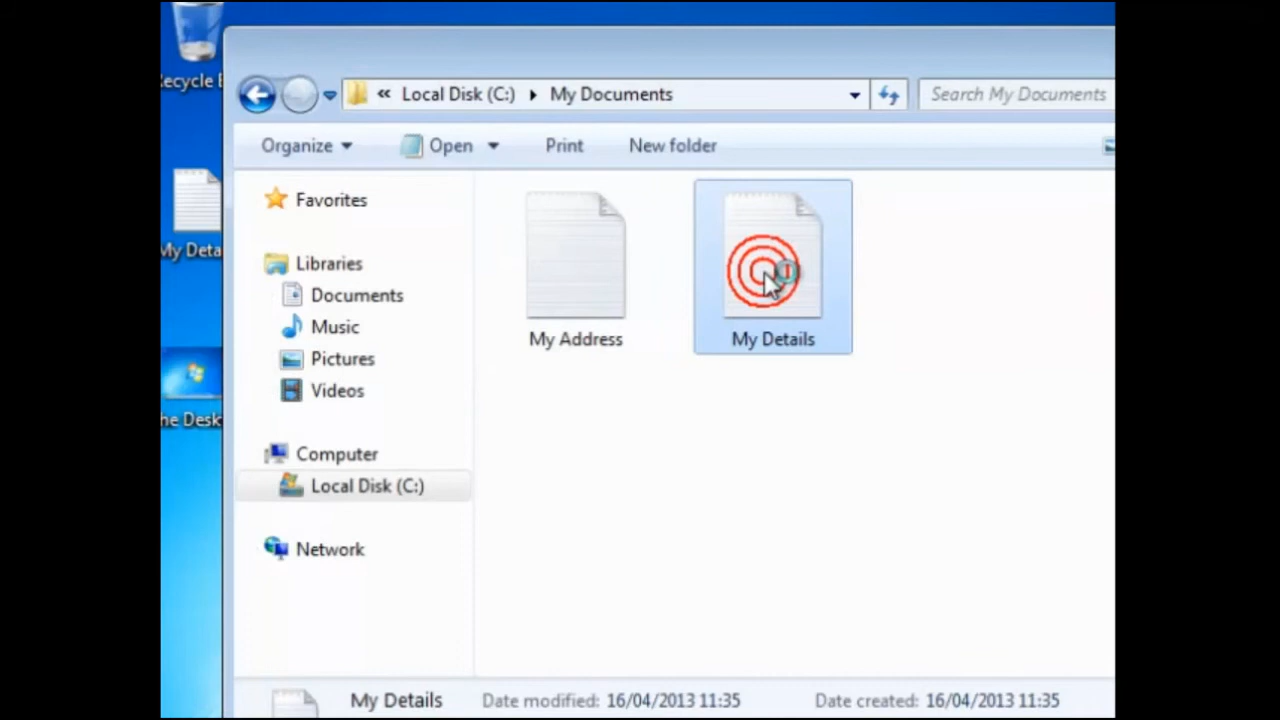 Recycle
« Local Disk (C:) My Documents
Search My Documents
Organize Open Print New folder
My Deta
Favorites
Libraries
Documents
Music
Pictures
Videos
My Address
My Details
he Desk
Computer
Local Disk (C:)
Network
My Details Date modified: 16/04/2013 11:35 Date created: 16/04/2013 11:35